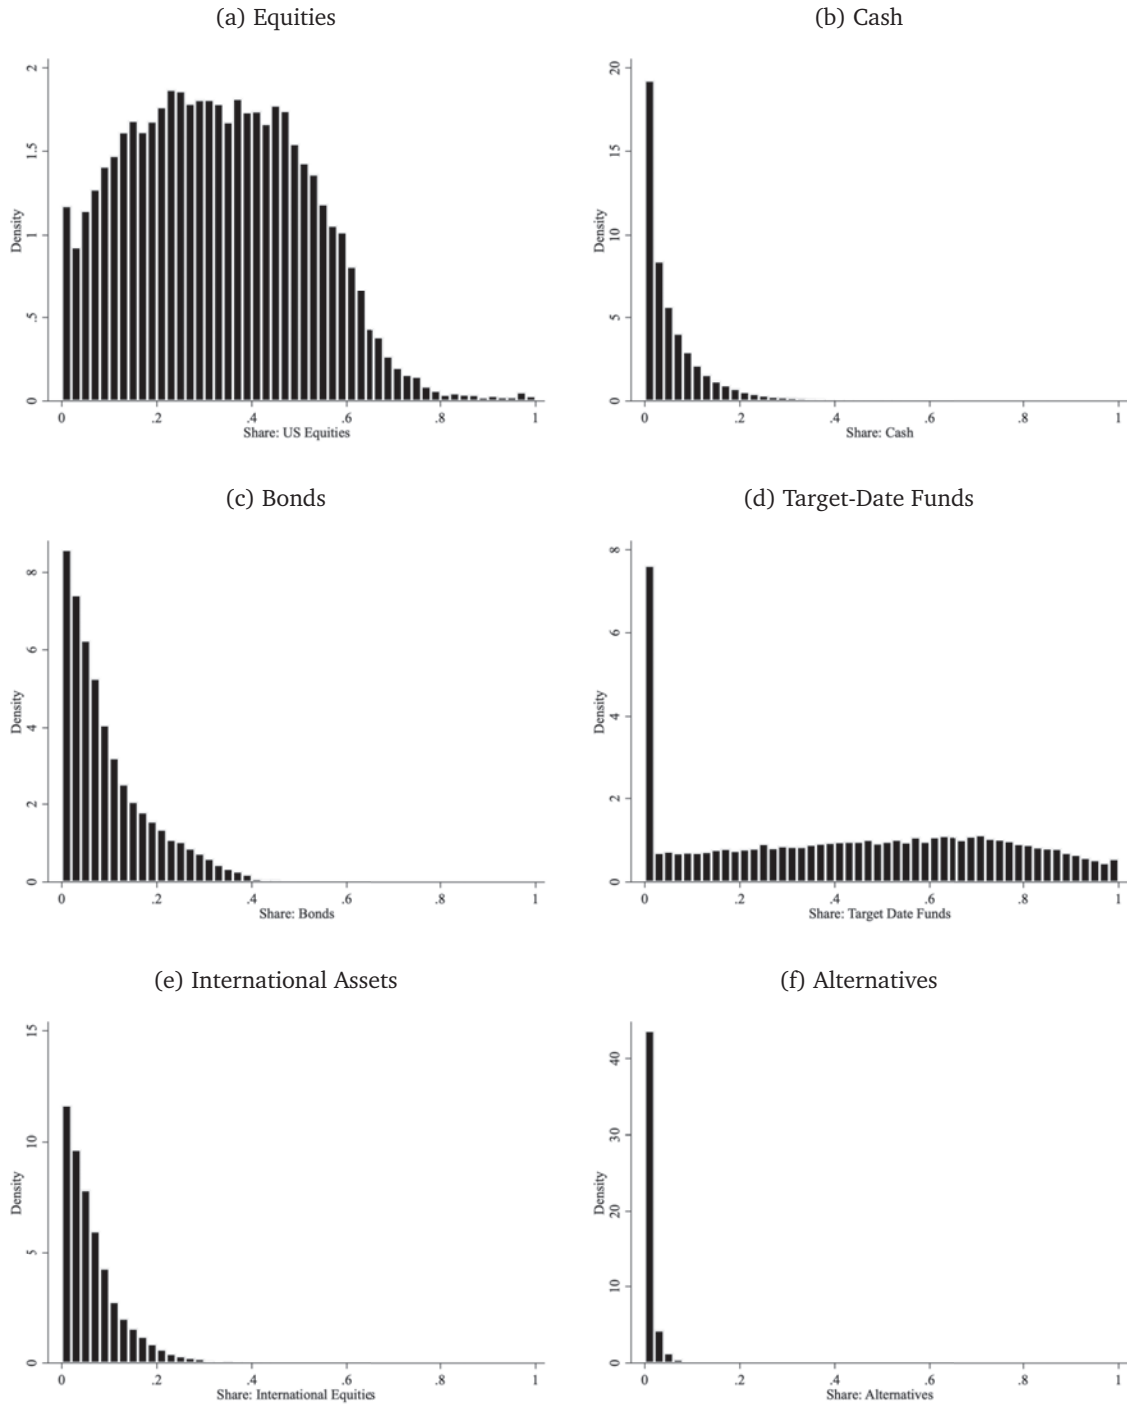 (a) Equities
2
1.5
1
.5
0
Density
0 .2 .4 .6 .8 1
Share: US Equities
(b) Cash
20
15
10
5
0
Density
0 .2 .4 .6 .8 1
Share: Cash
(c) Bonds
8
6
4
2
0
Density
0 .2 .4 .6 .8 1
Share: Bonds
(d) Target-Date Funds
8
6
4
2
0
Density
0 .2 .4 .6 .8 1
Share: Target Date Funds
(e) International Assets
15
10
5
0
Density
0 .2 .4 .6 .8 1
Share: International Equities
(f) Alternatives
40
30
20
10
0
Density
0 .2 .4 .6 .8 1
Share: Alternatives